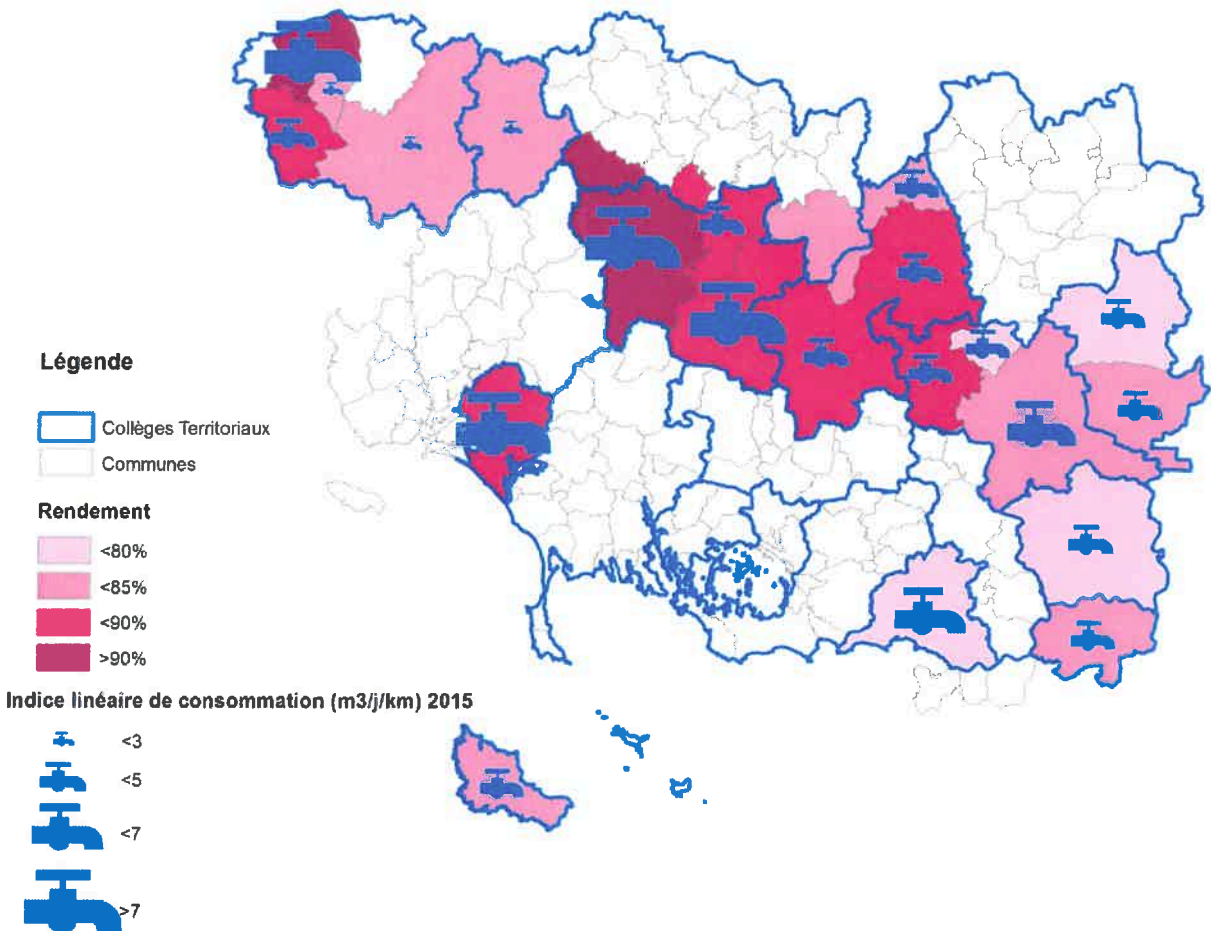 Légende
Collèges Territoriaux
Communes
Rendement
<80%
<85%
<90%
>90%
Indice linéaire de consommation (m3/j/km) 2015
<3
<5
<7
>7